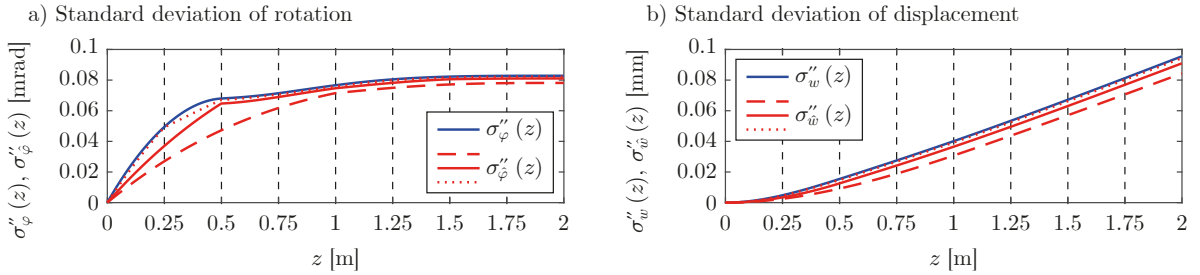 a) Standard deviation of rotation
σ″φ (z), σ″φ̂ (z) [mrad]
0.1
0.08
0.06
0.04
0.02
0
σ″φ (z)
σ″φ̂ (z)
0 0.25 0.5 0.75 1 1.25 1.5 1.75 2
z [m]
b) Standard deviation of displacement
σ″w (z), σ″ŵ (z) [mm]
0.1
0.08
0.06
0.04
0.02
0
σ″w (z)
σ″ŵ (z)
0 0.25 0.5 0.75 1 1.25 1.5 1.75 2
z [m]